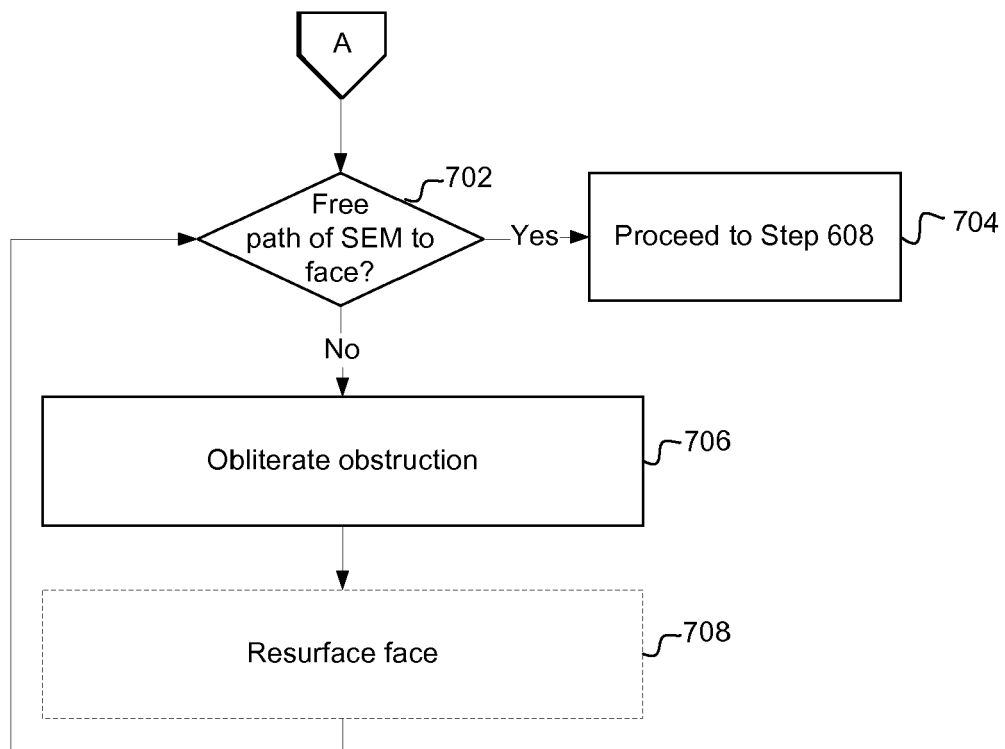 A
702
Free
path of SEM to
face?
Yes
Proceed to Step 608
704
No
Obliterate obstruction
706
Resurface face
708